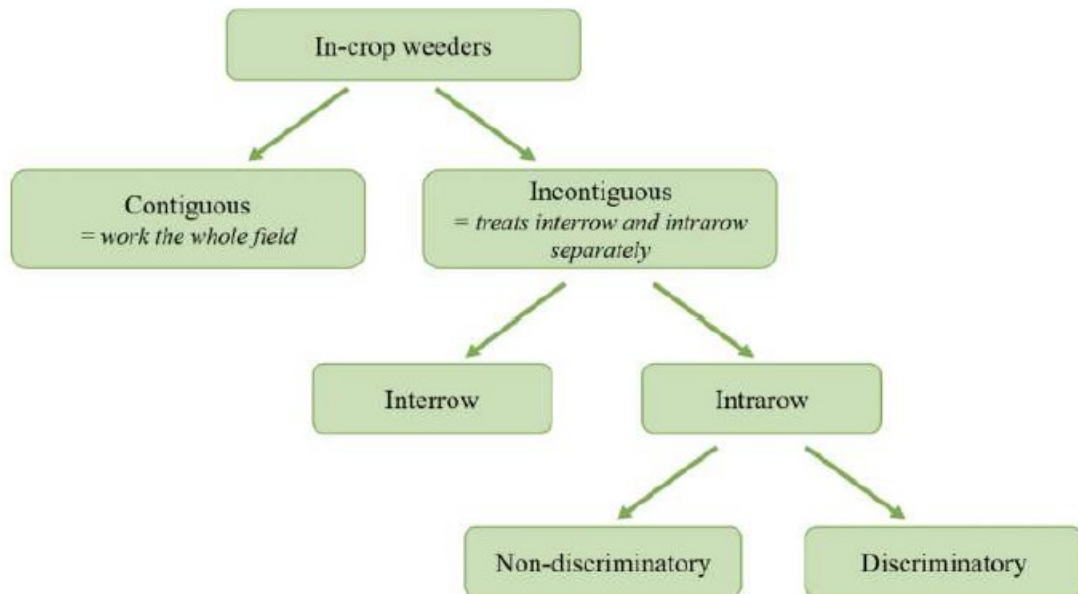 In-crop weeders
Contiguous
= work the whole field
Incontiguous
= treats interrow and intrarow
separately
Interrow
Intrarow
Non-discriminatory
Discriminatory